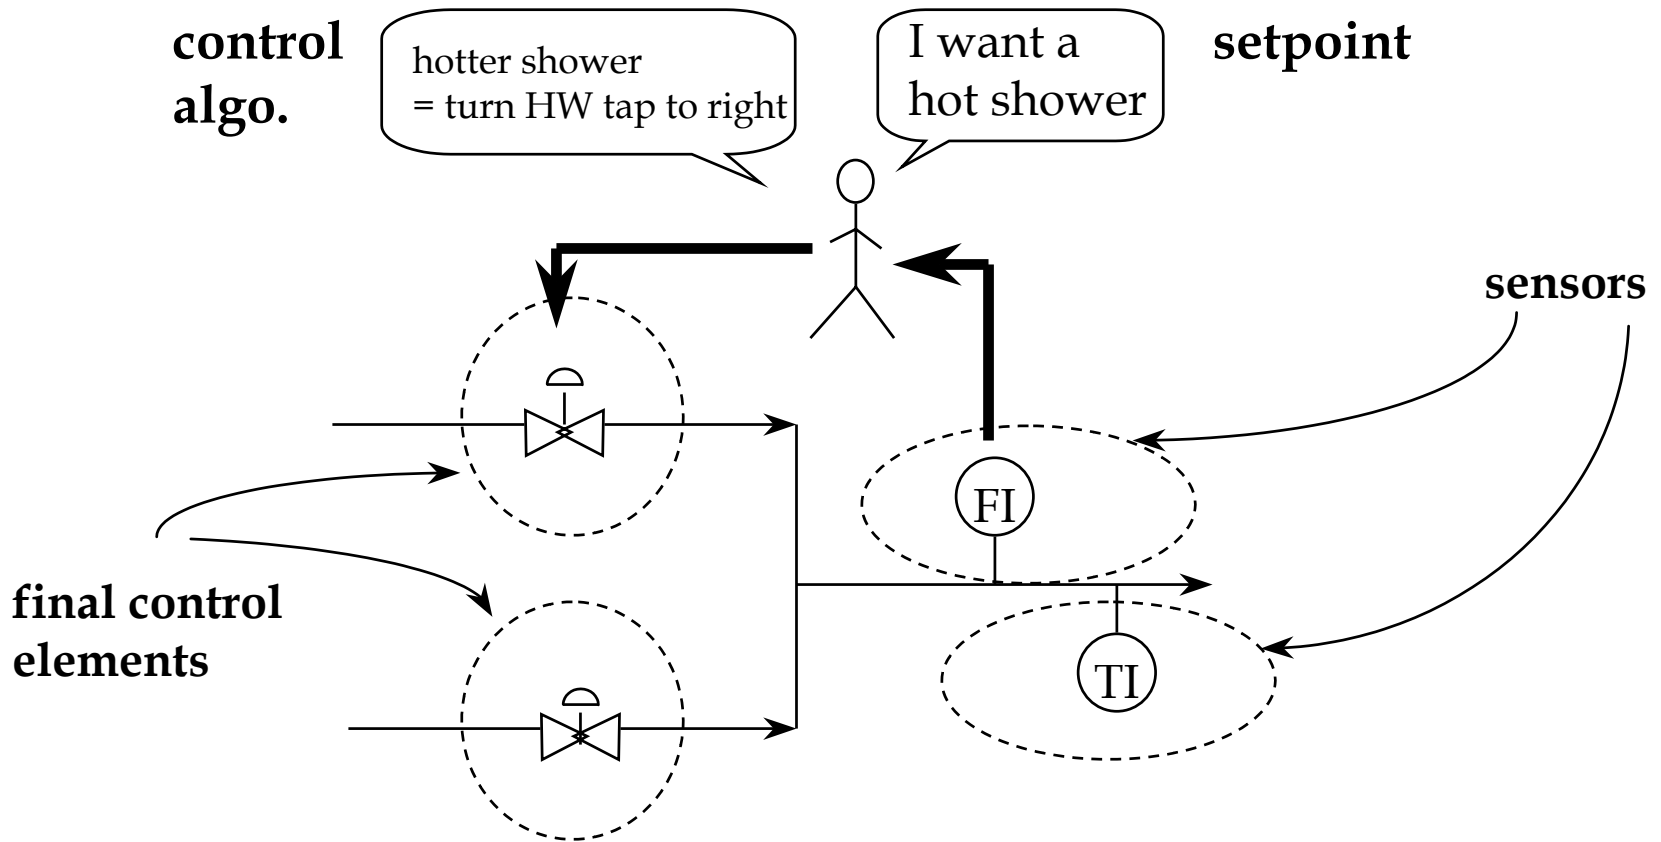 control
algo.
hotter shower
= turn HW tap to right
I want a
hot shower
setpoint
sensors
FI
final control
elements
TI